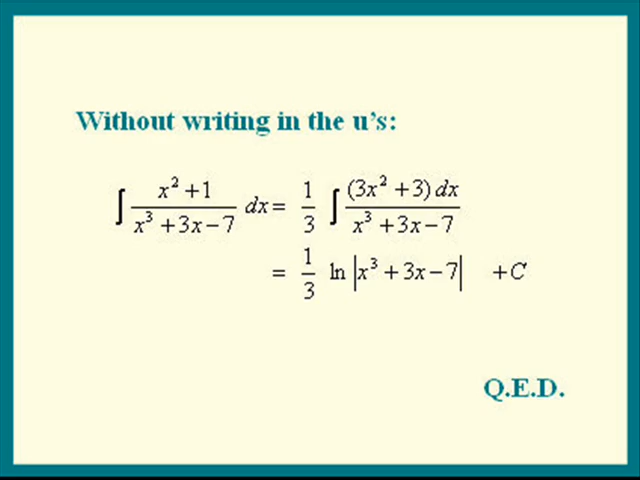 Without writing in the u's:
∫ (x² + 1)/(x³ + 3x − 7) dx = 1/3 ∫ (3x² + 3) dx/(x³ + 3x − 7)
= 1/3 ln |x³ + 3x − 7| + C
Q.E.D.